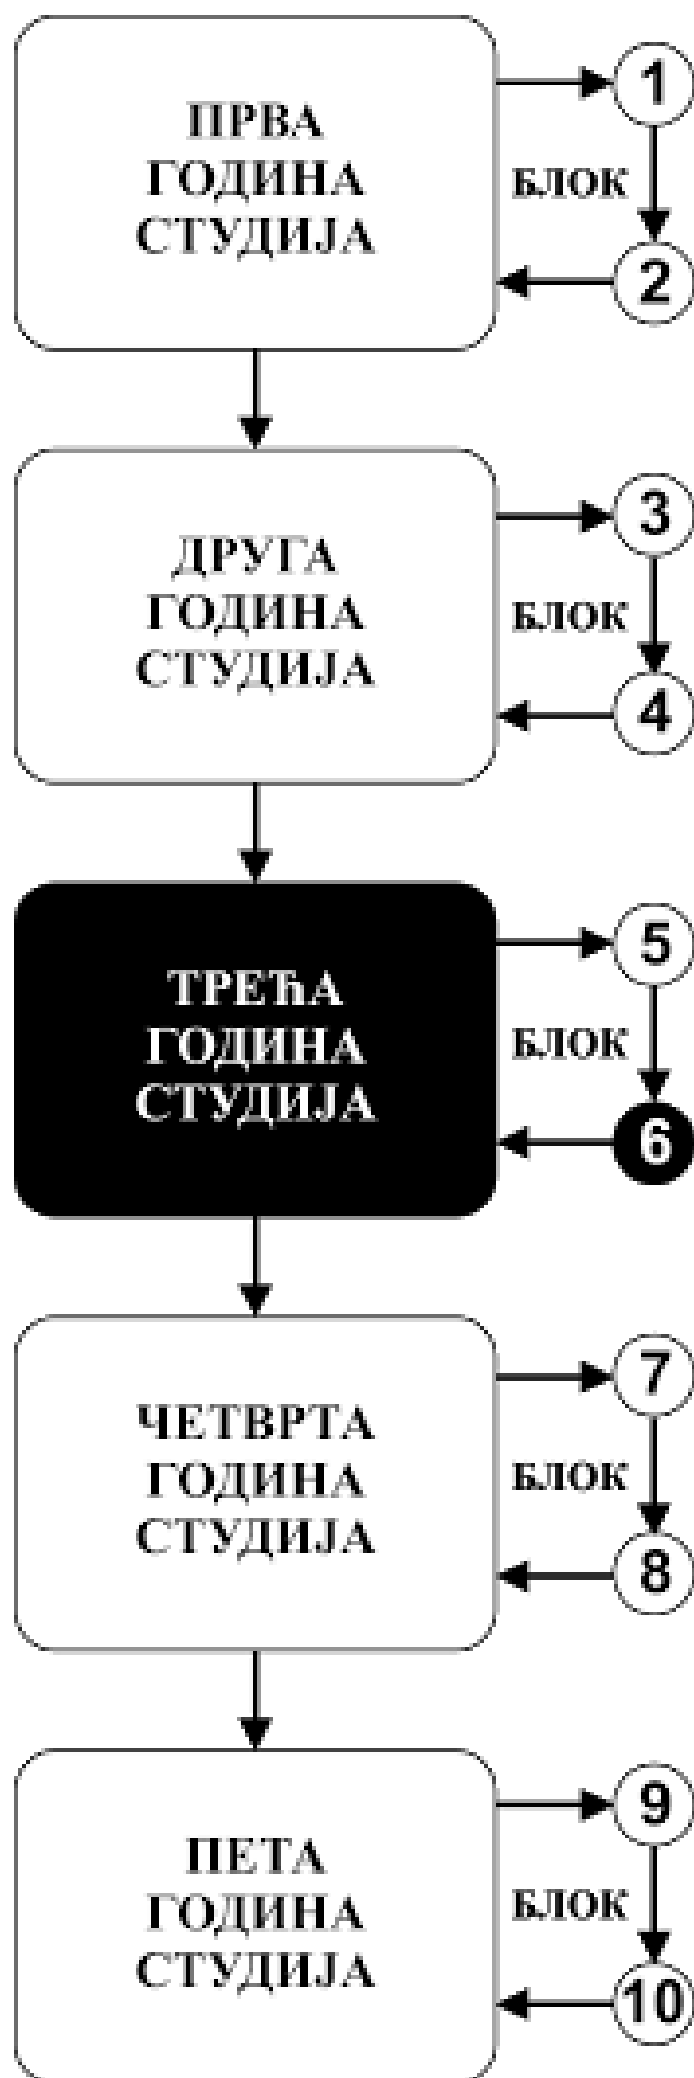 ПРВА
ГОДИНА
СТУДИЈА
1
БЛОК
2
ДРУГА
ГОДИНА
СТУДИЈА
3
БЛОК
4
ТРЕЋА
ГОДИНА
СТУДИЈА
5
БЛОК
6
ЧЕТВРТА
ГОДИНА
СТУДИЈА
7
БЛОК
8
ПЕТА
ГОДИНА
СТУДИЈА
9
БЛОК
10